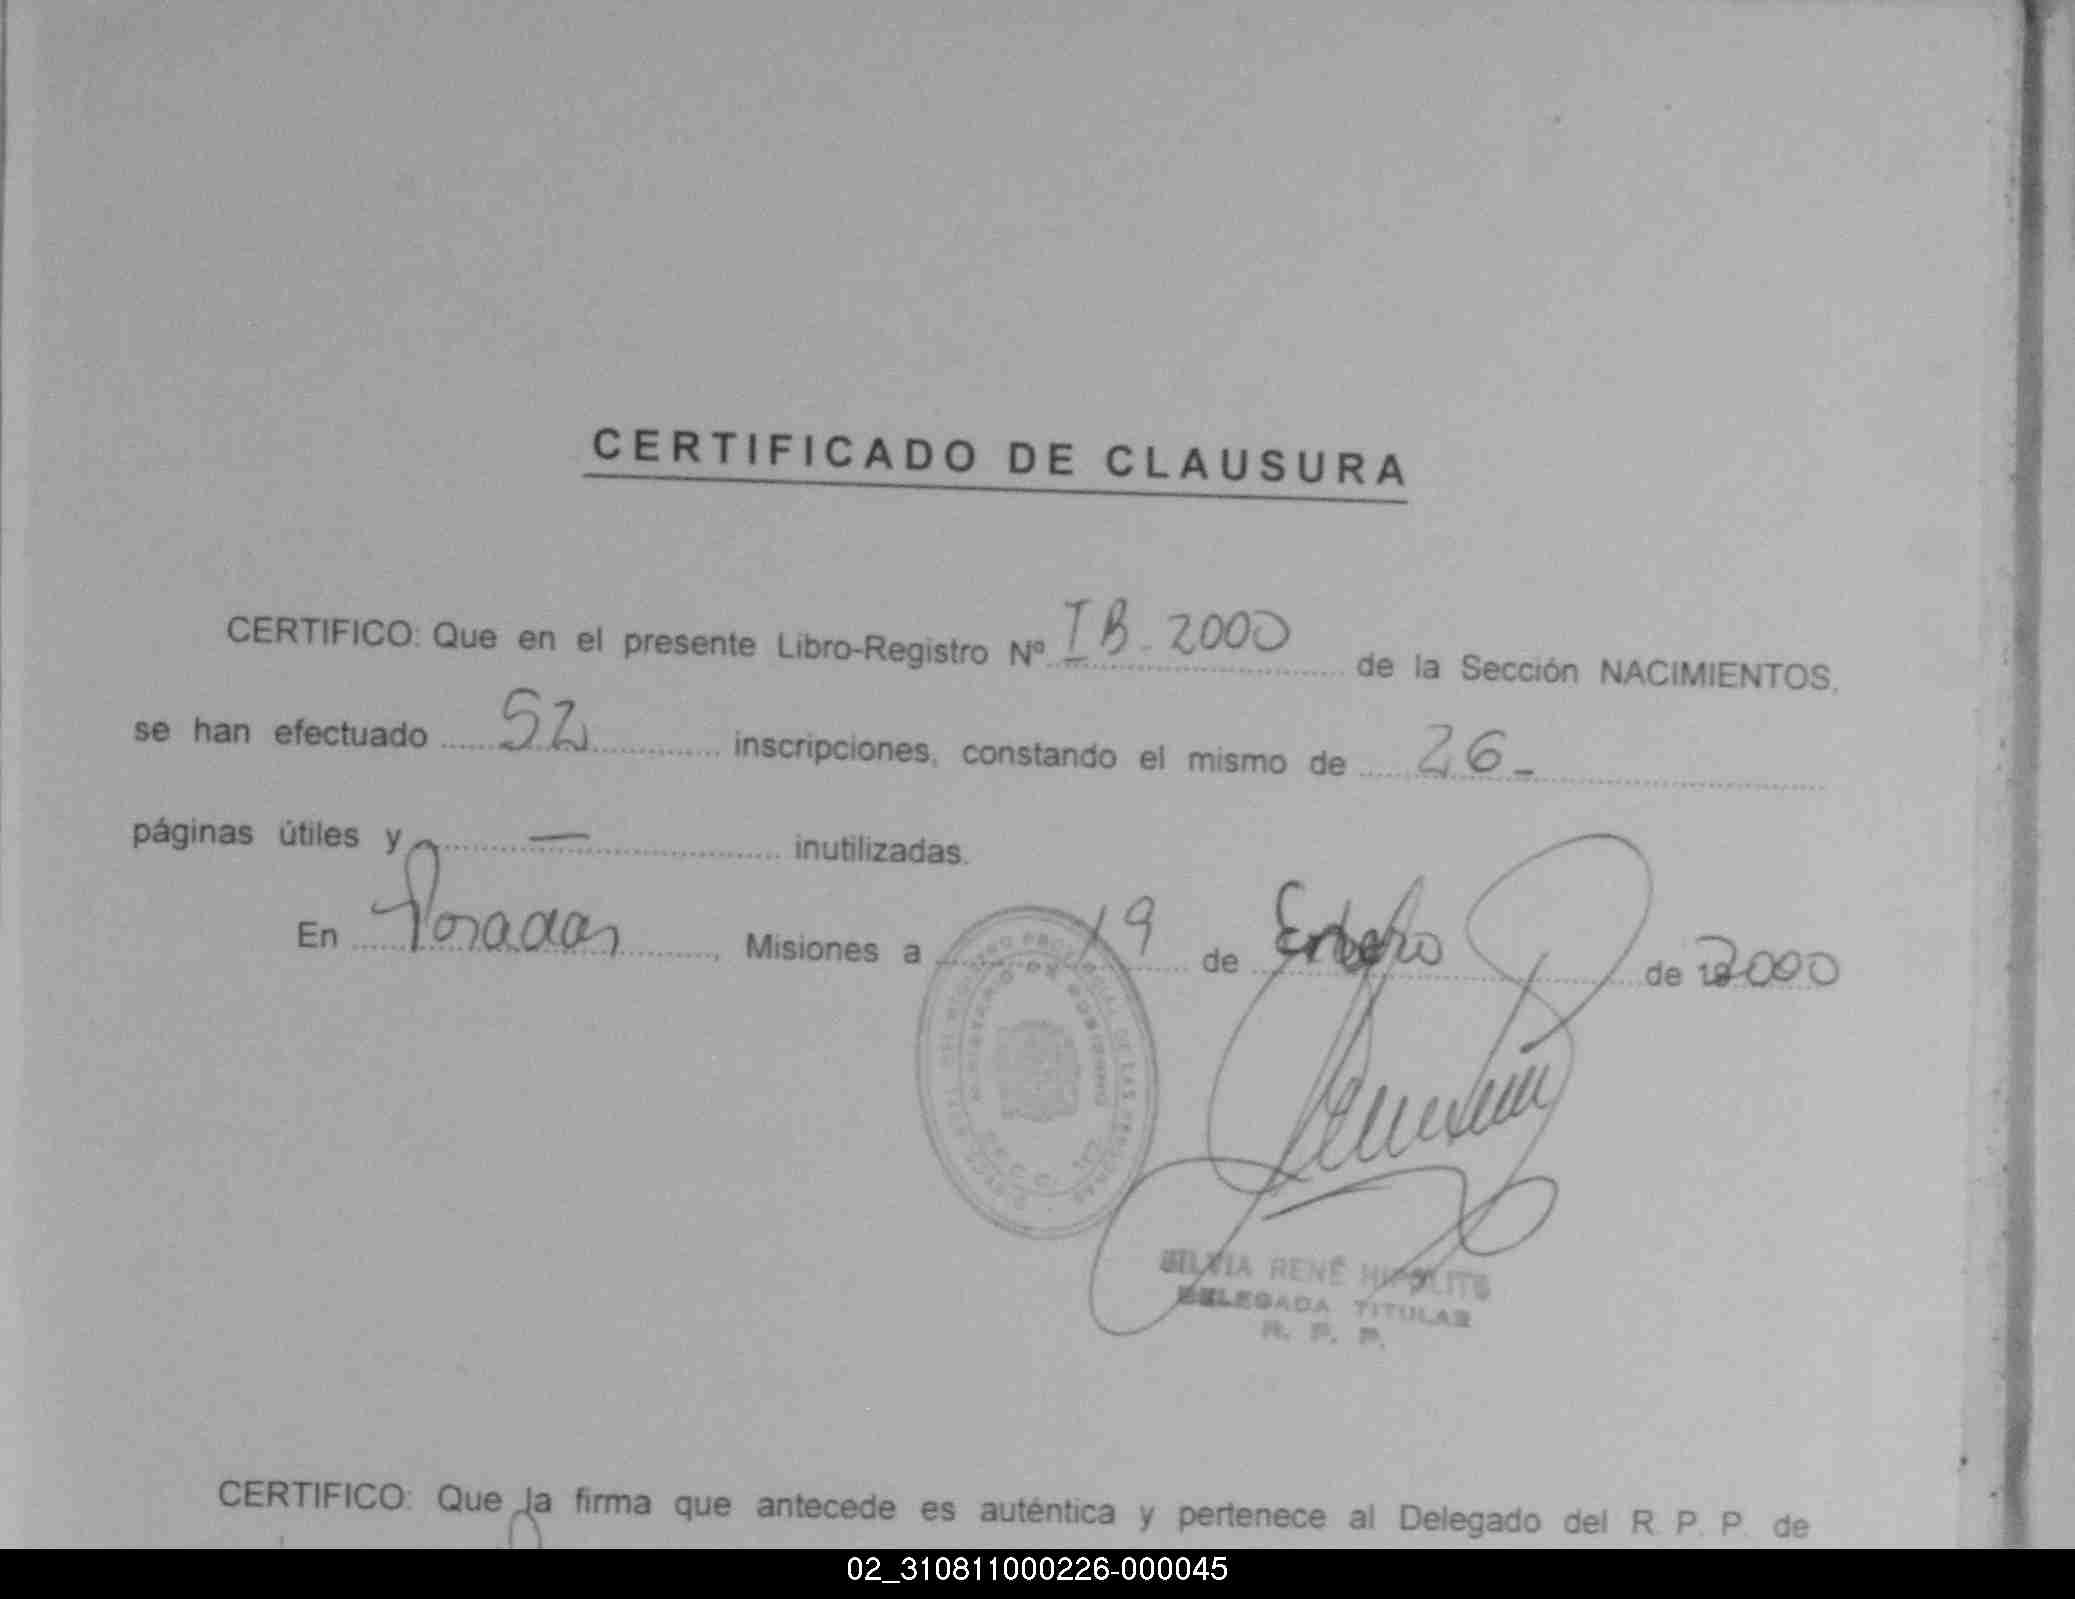 CERTIFICADO DE CLAUSURA
CERTIFICO: Que en el presente Libro-Registro Nº I B - 2000 de la Sección NACIMIENTOS,
se han efectuado 52 inscripciones, constando el mismo de 26 -
páginas útiles y — inutilizadas.
En Posadas, Misiones a 19 de Enero de 2000
SILVIA RENÉ HIPOLITO
DELEGADA TITULAR
R. P. P.
CERTIFICO: Que la firma que antecede es auténtica y pertenece al Delegado del R. P. P. de
02_310811000226-000045